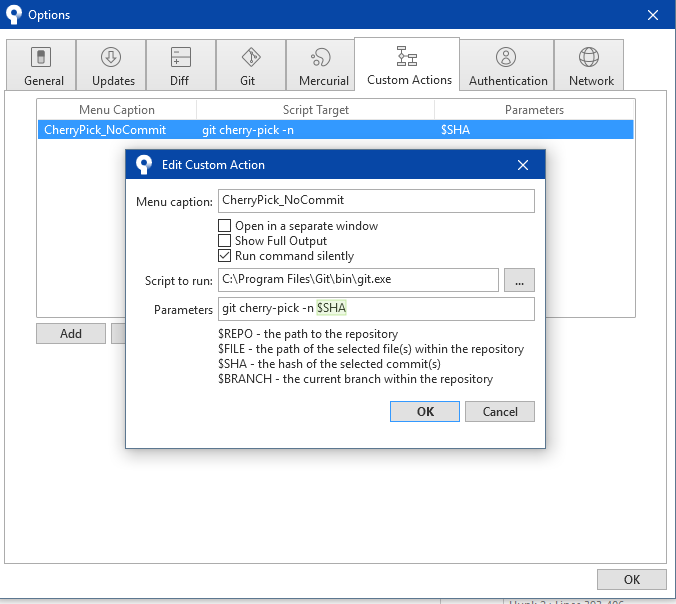 Options
General
Updates
Diff
Git
Mercurial
Custom Actions
Authentication
Network
Menu Caption Script Target Parameters
CherryPick_NoCommit git cherry-pick -n $SHA
Edit Custom Action
Menu caption: CherryPick_NoCommit
Open in a separate window
Show Full Output
Run command silently
Script to run: C:\Program Files\Git\bin\git.exe ...
Parameters git cherry-pick -n $SHA
$REPO - the path to the repository
$FILE - the path of the selected file(s) within the repository
$SHA - the hash of the selected commit(s)
$BRANCH - the current branch within the repository
Add
OK Cancel
OK